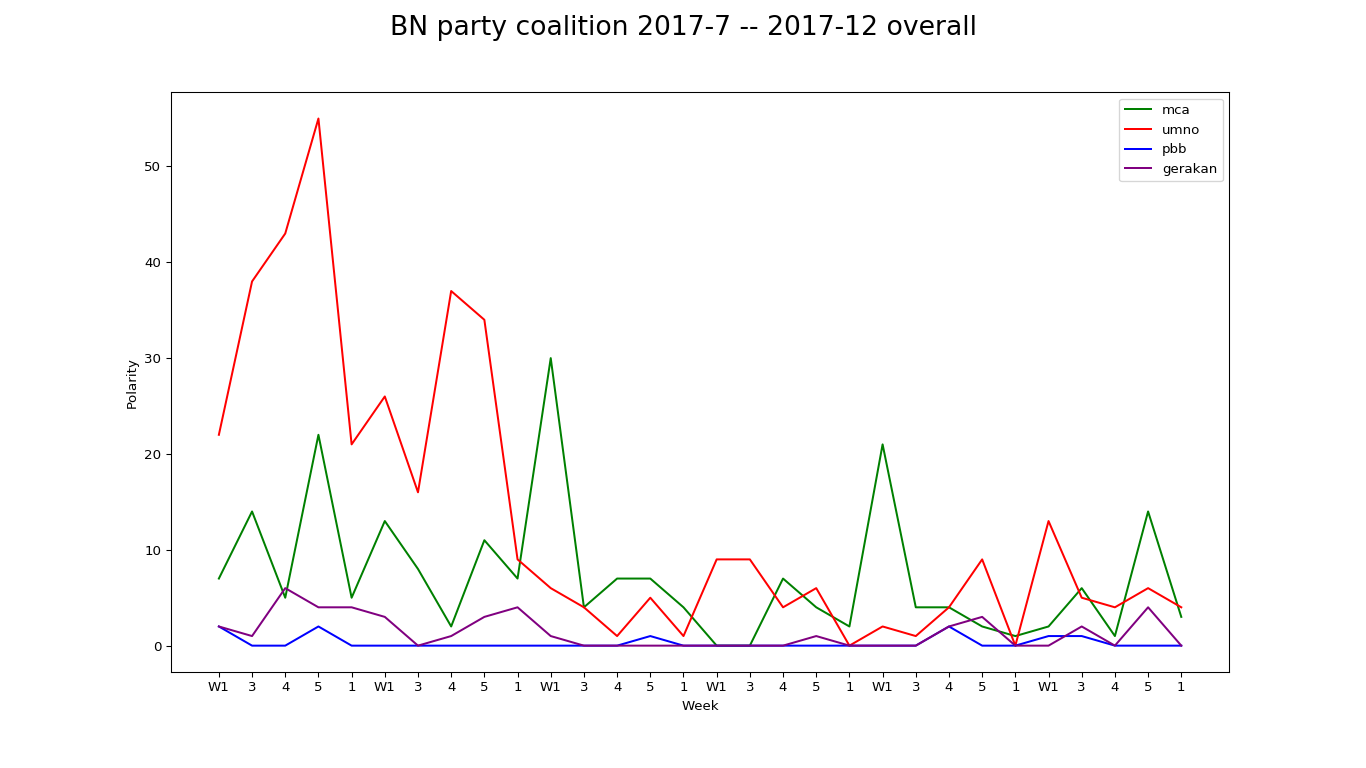 BN party coalition 2017-7 -- 2017-12 overall
mca
umno
pbb
gerakan
50
40
30
20
10
0
Polarity
W1 3 4 5 1 W1 3 4 5 1 W1 3 4 5 1 W1 3 4 5 1 W1 3 4 5 1 W1 3 4 5 1
Week